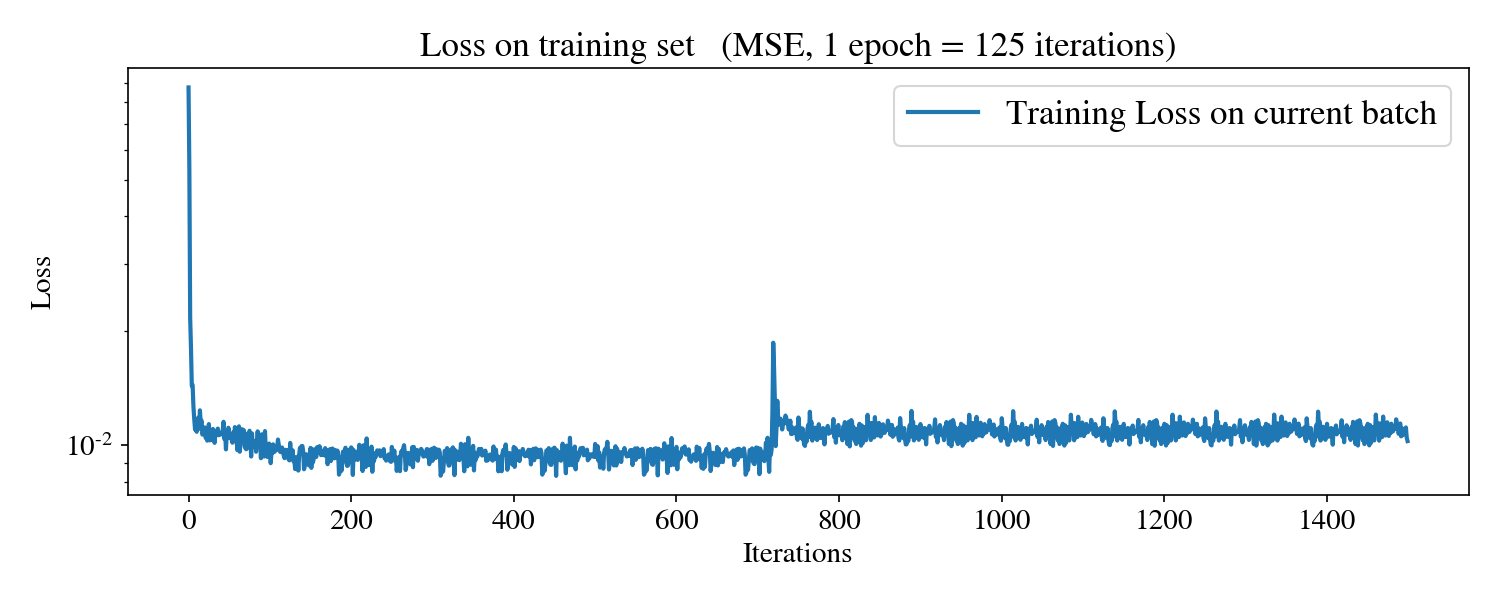 Loss on training set (MSE, 1 epoch = 125 iterations)
Training Loss on current batch
Loss
10^-2
0 200 400 600 800 1000 1200 1400
Iterations